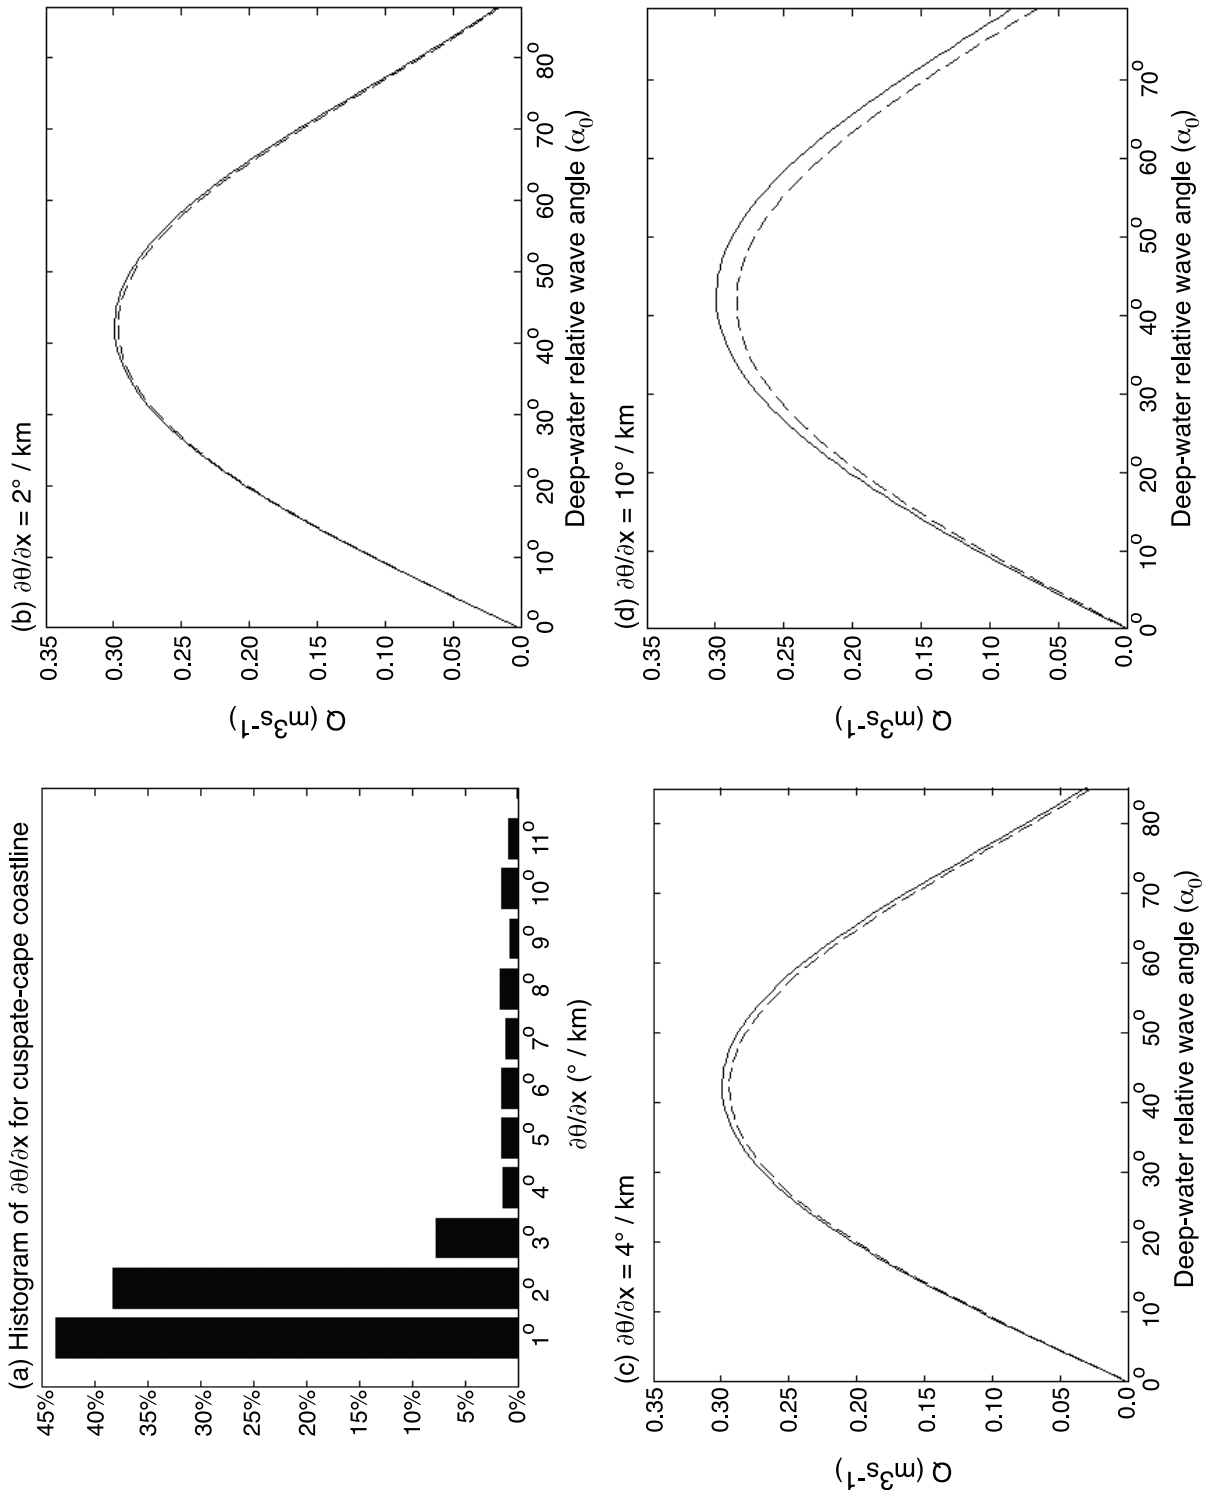 (a) Histogram of ∂θ/∂x for cuspate-cape coastline
45%
40%
35%
30%
25%
20%
15%
10%
5%
0%
1° 2° 3° 4° 5° 6° 7° 8° 9° 10° 11°
∂θ/∂x (° / km)
(b) ∂θ/∂x = 2° / km
0.35
0.30
0.25
0.20
0.15
0.10
0.05
0.0
Q (m3s-1)
0° 10° 20° 30° 40° 50° 60° 70° 80°
Deep-water relative wave angle (α0)
(c) ∂θ/∂x = 4° / km
0.35
0.30
0.25
0.20
0.15
0.10
0.05
0.0
Q (m3s-1)
0° 10° 20° 30° 40° 50° 60° 70° 80°
Deep-water relative wave angle (α0)
(d) ∂θ/∂x = 10° / km
0.35
0.30
0.25
0.20
0.15
0.10
0.05
0.0
Q (m3s-1)
0° 10° 20° 30° 40° 50° 60° 70°
Deep-water relative wave angle (α0)